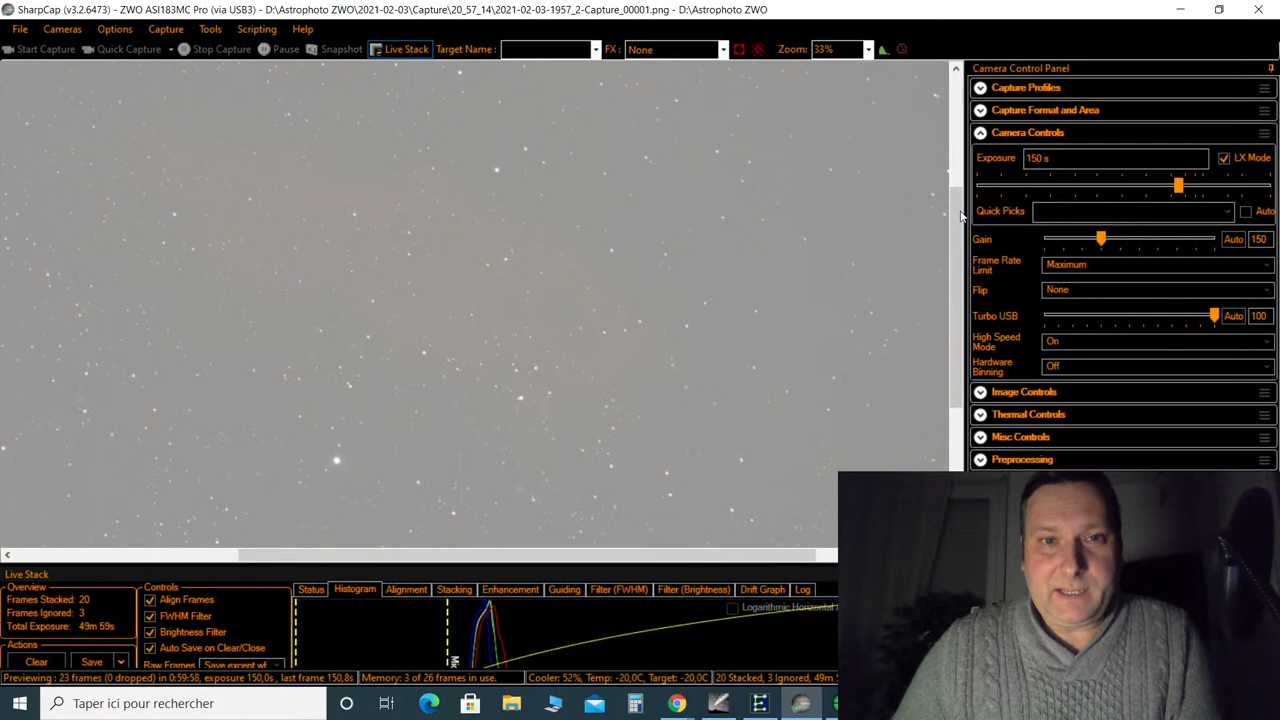 SharpCap (v3.2.6473) - ZWO ASI183MC Pro (via USB3) - D:\Astrophoto ZWO\2021-02-03\Capture\20_57_14\2021-02-03-1957_2-Capture_00001.png - D:\Astrophoto ZWO
File Cameras Options Capture Tools Scripting Help
Start Capture Quick Capture Stop Capture Pause Snapshot Live Stack Target Name : FX : None Zoom: 33%
Camera Control Panel
Capture Profiles
Capture Format and Area
Camera Controls
Exposure 150 s LX Mode
Quick Picks Auto
Gain Auto 150
Frame Rate Limit Maximum
Flip None
Turbo USB Auto 100
High Speed Mode On
Hardware Binning Off
Image Controls
Thermal Controls
Misc Controls
Preprocessing
Live Stack
Overview
Frames Stacked: 20
Frames Ignored: 3
Total Exposure: 49m 59s
Actions
Clear Save
Controls
Align Frames
FWHM Filter
Brightness Filter
Auto Save on Clear/Close
Raw Frames Save except wl
Status Histogram Alignment Stacking Enhancement Guiding Filter (FWHM) Filter (Brightness) Drift Graph Log
Logarithmic Horizontal
Previewing : 23 frames (0 dropped) in 0:59:58, exposure 150,0s, last frame 150,8s Memory: 3 of 26 frames in use. Cooler: 52%, Temp: -20,0C, Target: -20,0C 20 Stacked, 3 Ignored, 49m
Taper ici pour rechercher